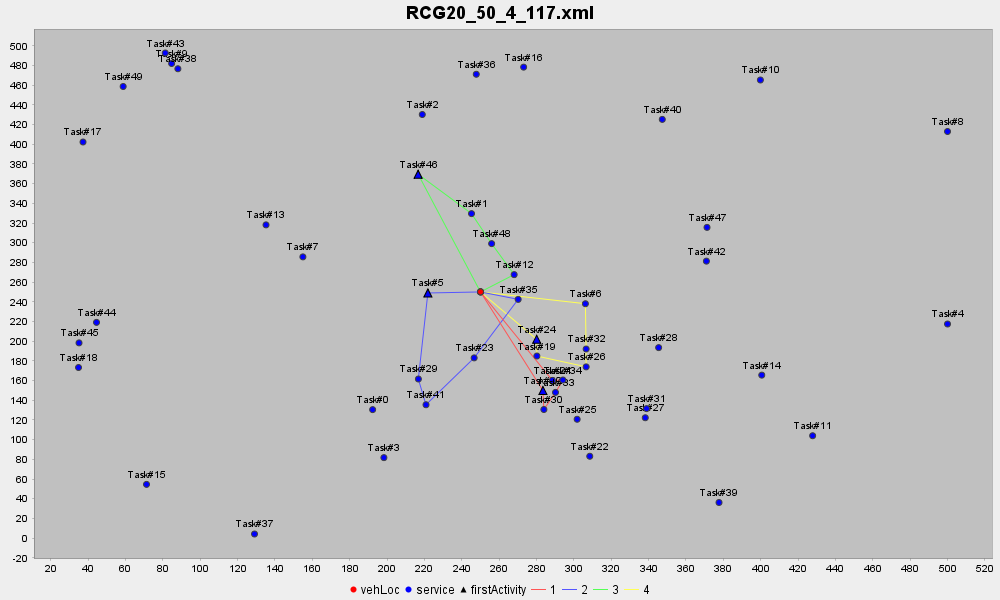 RCG20_50_4_117.xml
500
480
460
440
420
400
380
360
340
320
300
280
260
240
220
200
180
160
140
120
100
80
60
40
20
0
-20
Task#43
Task#9
Task#38
Task#49
Task#36
Task#16
Task#10
Task#2
Task#40
Task#8
Task#17
Task#46
Task#1
Task#13
Task#47
Task#48
Task#7
Task#42
Task#12
Task#5
Task#35
Task#6
Task#44
Task#4
Task#45
Task#24
Task#32
Task#28
Task#19
Task#23
Task#18
Task#26
Task#29
Task#34
Task#14
Task#33
Task#41
Task#30
Task#0
Task#25
Task#31
Task#27
Task#11
Task#3
Task#22
Task#15
Task#39
Task#37
20 40 60 80 100 120 140 160 180 200 220 240 260 280 300 320 340 360 380 400 420 440 460 480 500 520
vehLoc service firstActivity 1 2 3 4